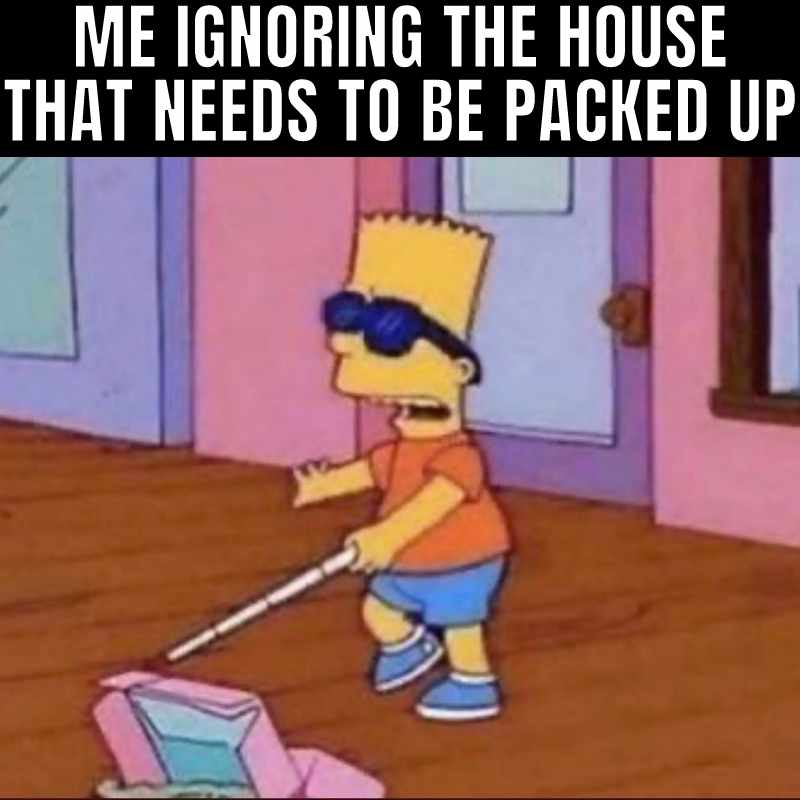 ME IGNORING THE HOUSE
THAT NEEDS TO BE PACKED UP